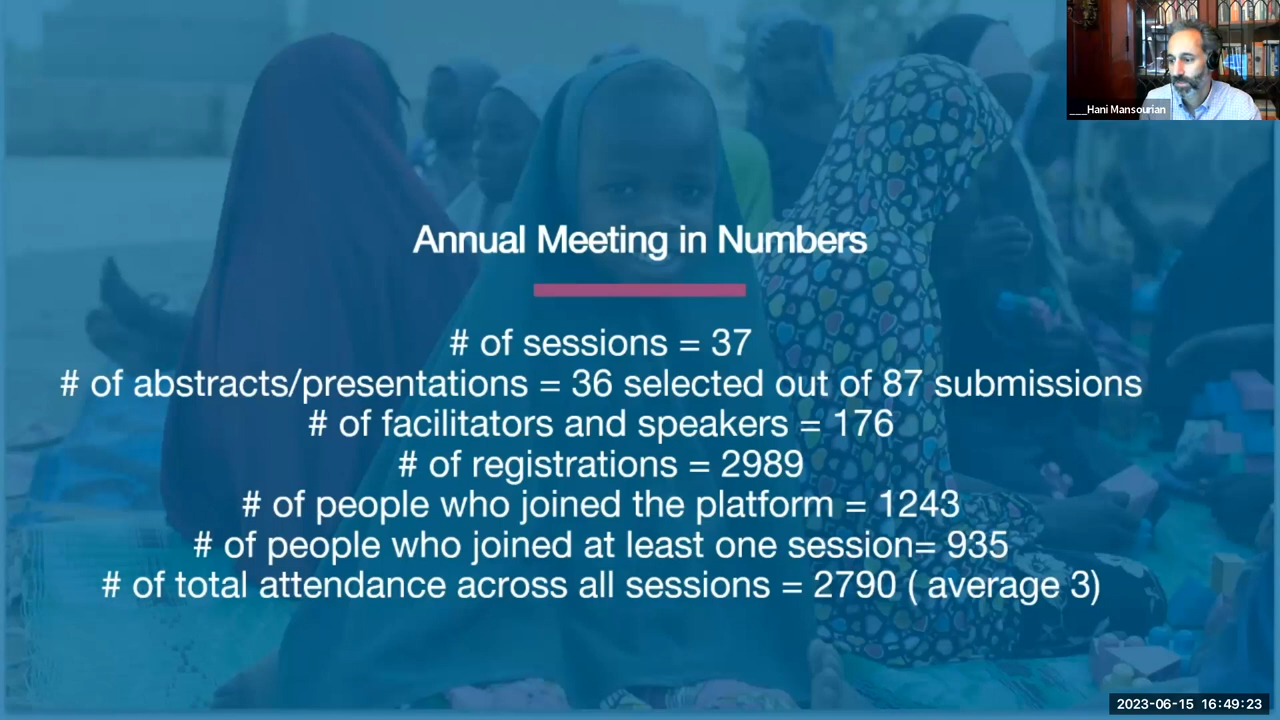 ___Hani Mansourian
Annual Meeting in Numbers
# of sessions = 37
# of abstracts/presentations = 36 selected out of 87 submissions
# of facilitators and speakers = 176
# of registrations = 2989
# of people who joined the platform = 1243
# of people who joined at least one session= 935
# of total attendance across all sessions = 2790 ( average 3)
2023-06-15 16:49:23